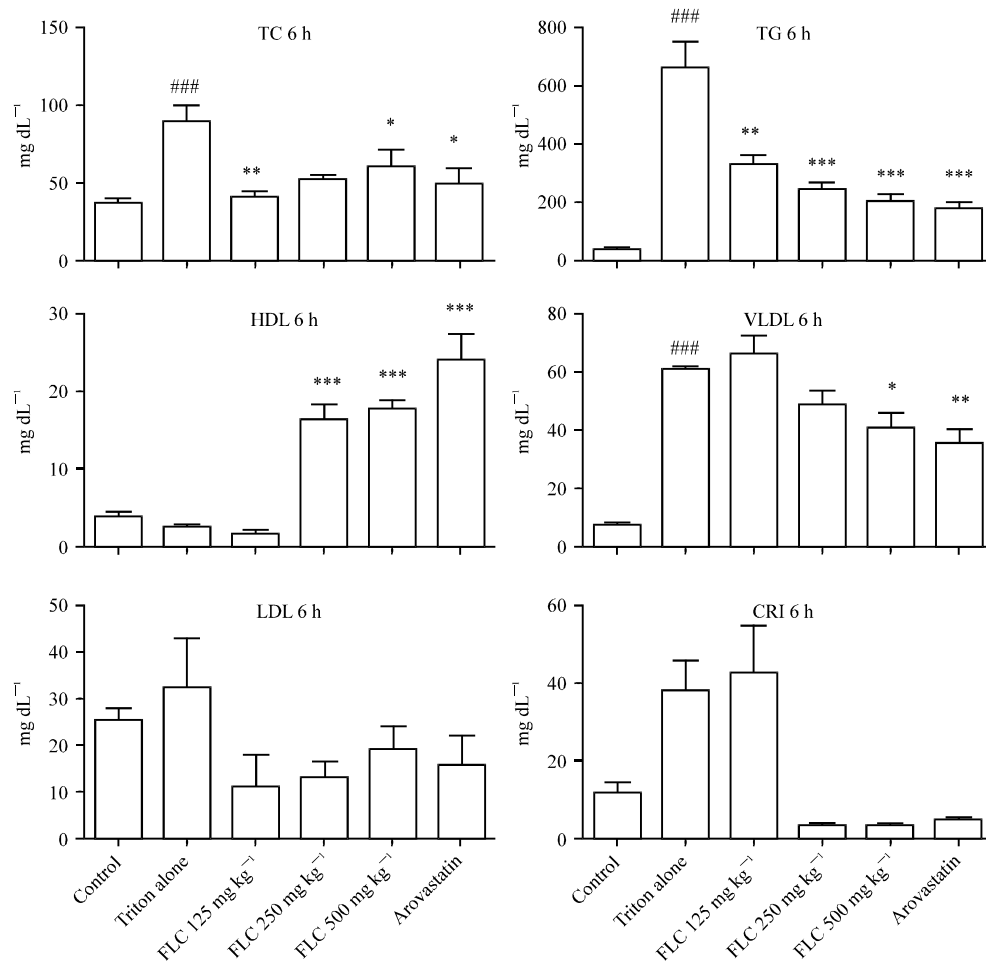 TC 6 h
mg dL⁻¹
150
100
50
0
###
**
*
*
TG 6 h
mg dL⁻¹
800
600
400
200
0
###
**
***
***
***
HDL 6 h
mg dL⁻¹
30
20
10
0
***
***
***
VLDL 6 h
mg dL⁻¹
80
60
40
20
0
###
*
**
LDL 6 h
mg dL⁻¹
50
40
30
20
10
0
Control
Triton alone
FLC 125 mg kg⁻¹
FLC 250 mg kg⁻¹
FLC 500 mg kg⁻¹
Arovastatin
CRI 6 h
mg dL⁻¹
60
40
20
0
Control
Triton alone
FLC 125 mg kg⁻¹
FLC 250 mg kg⁻¹
FLC 500 mg kg⁻¹
Arovastatin